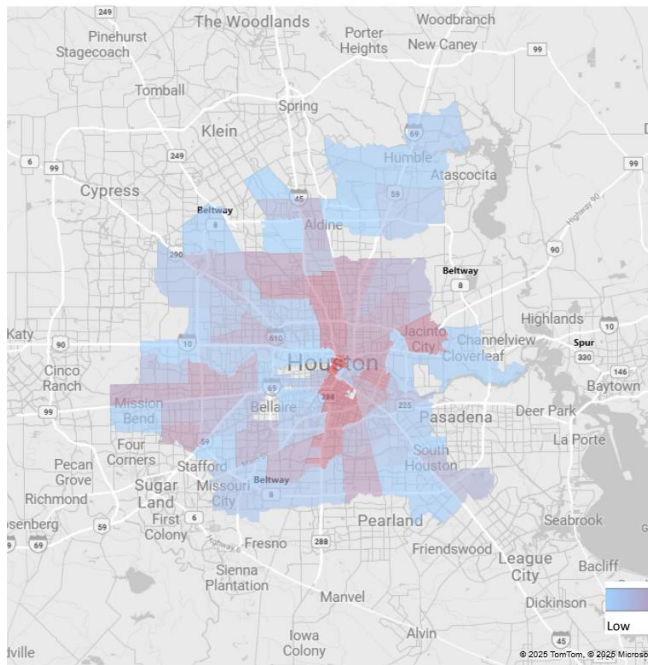 249
The Woodlands
Woodbranch
Pinehurst
Stagecoach
Porter
Heights
New Caney
99
Tomball
Spring
Klein
69
249
6
99
99
Humble
Atascocita
Cypress
45
59
Highway 90
Beltway
8
Aldine
290
90
Beltway
8
Highlands
Katy
90
10
610
Jacinto
City
Channelview
Cloverleaf
10
Spur
330
Houston
Cinco
Ranch
146
Baytown
69
288
99
Mission
Bend
Bellaire
225
Pasadena
Deer Park
Four
Corners
59
La Porte
South
Houston
Pecan
Grove
Stafford
Sugar
Land
Missouri
City
Beltway
8
Richmond
6
59
First
Colony
Pearland
Seabrook
69
Highway 6
Fresno
288
Friendswood
League
City
Bacliff
Sienna
Plantation
Manvel
Dickinson
Low
Iowa
Colony
Alvin
45
© 2025 TomTom, © 2025 Microso